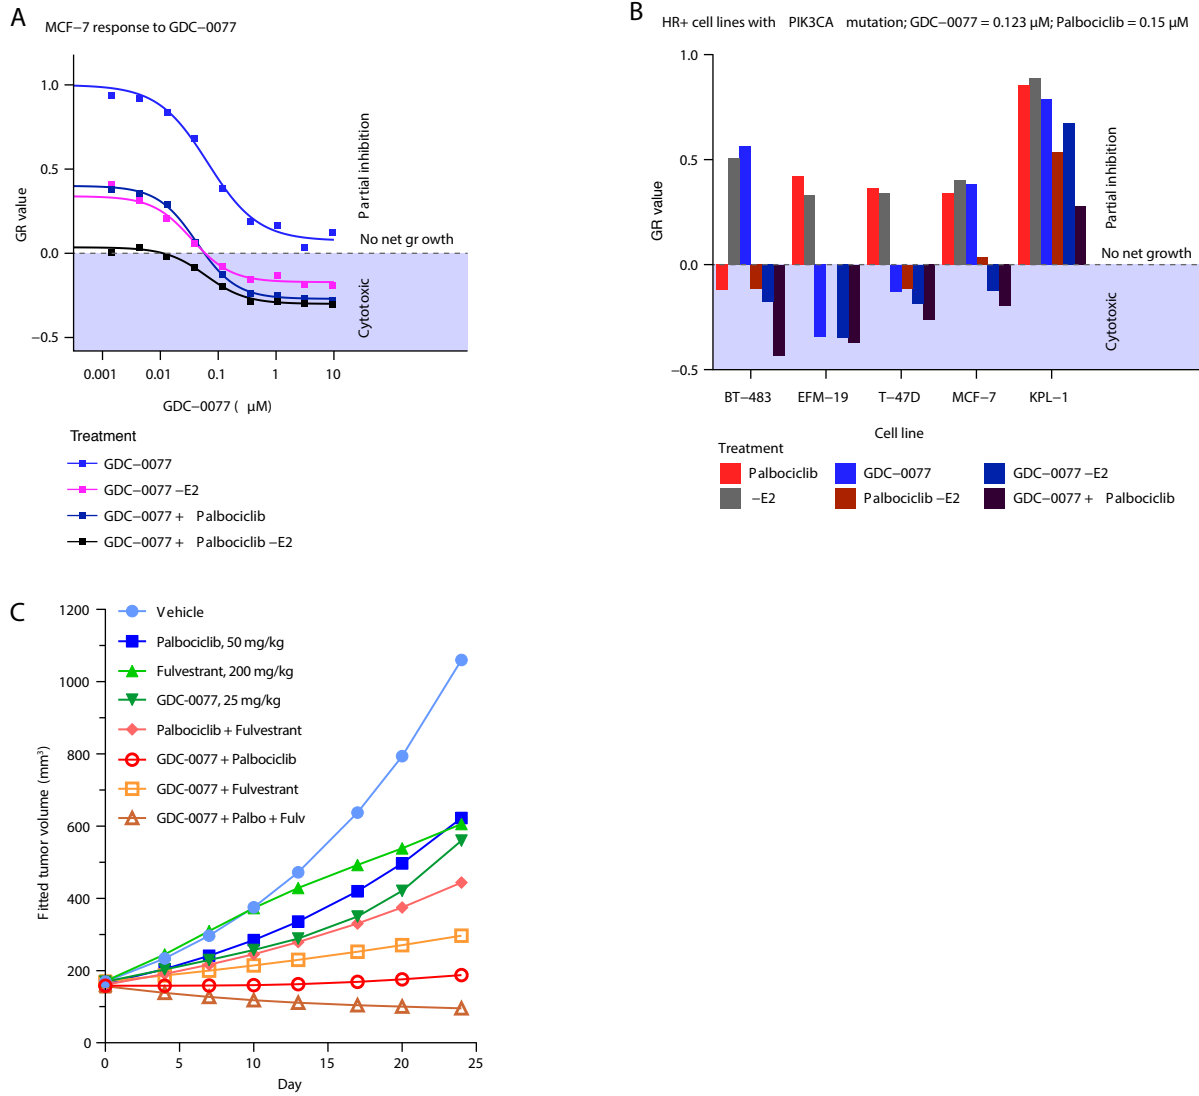 A
MCF−7 response to GDC−0077
1.0
0.5
0.0
−0.5
GR value
Partial inhibition
No net gr owth
Cytotoxic
0.001 0.01 0.1 1 10
GDC−0077 ( μM)
Treatment
GDC−0077
GDC−0077 −E2
GDC−0077 + Palbociclib
GDC−0077 + Palbociclib −E2
B
HR+ cell lines with PIK3CA mutation; GDC−0077 = 0.123 μM; Palbociclib = 0.15 μM
1.0
0.5
0.0
−0.5
GR value
Partial inhibition
No net growth
Cytotoxic
BT−483 EFM−19 T−47D MCF−7 KPL−1
Cell line
Treatment
Palbociclib GDC−0077 GDC−0077 −E2
−E2 Palbociclib −E2 GDC−0077 + Palbociclib
C
1200
1000
800
600
400
200
0
Fitted tumor volume (mm³)
Vehicle
Palbociclib, 50 mg/kg
Fulvestrant, 200 mg/kg
GDC-0077, 25 mg/kg
Palbociclib + Fulvestrant
GDC-0077 + Palbociclib
GDC-0077 + Fulvestrant
GDC-0077 + Palbo + Fulv
0 5 10 15 20 25
Day